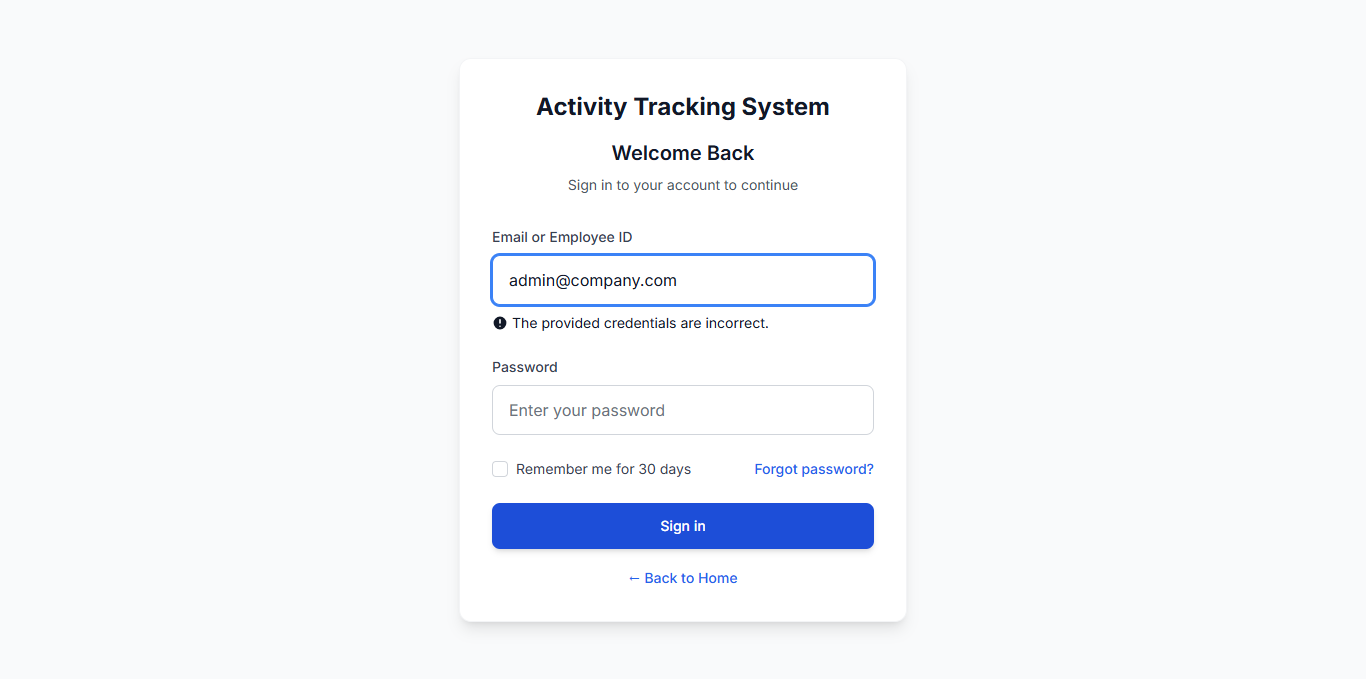 Activity Tracking System
Welcome Back
Sign in to your account to continue
Email or Employee ID
admin@company.com
The provided credentials are incorrect.
Password
Enter your password
Remember me for 30 days
Forgot password?
Sign in
← Back to Home